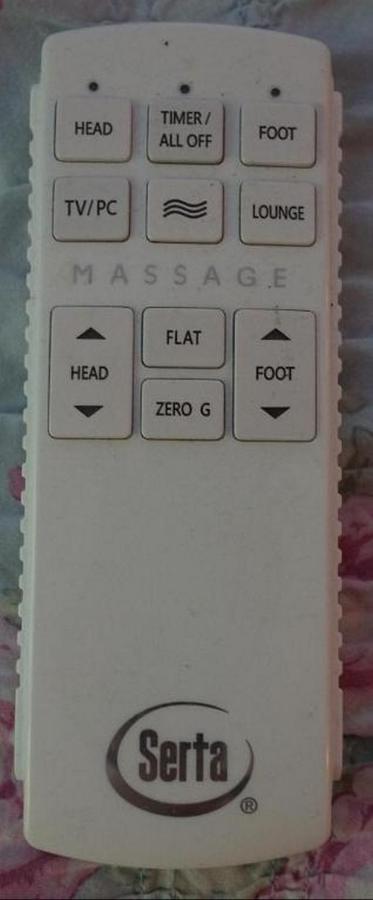 HEAD
TIMER /
ALL OFF
FOOT
TV/PC
LOUNGE
MASSAGE
HEAD
FLAT
ZERO G
FOOT
Serta®